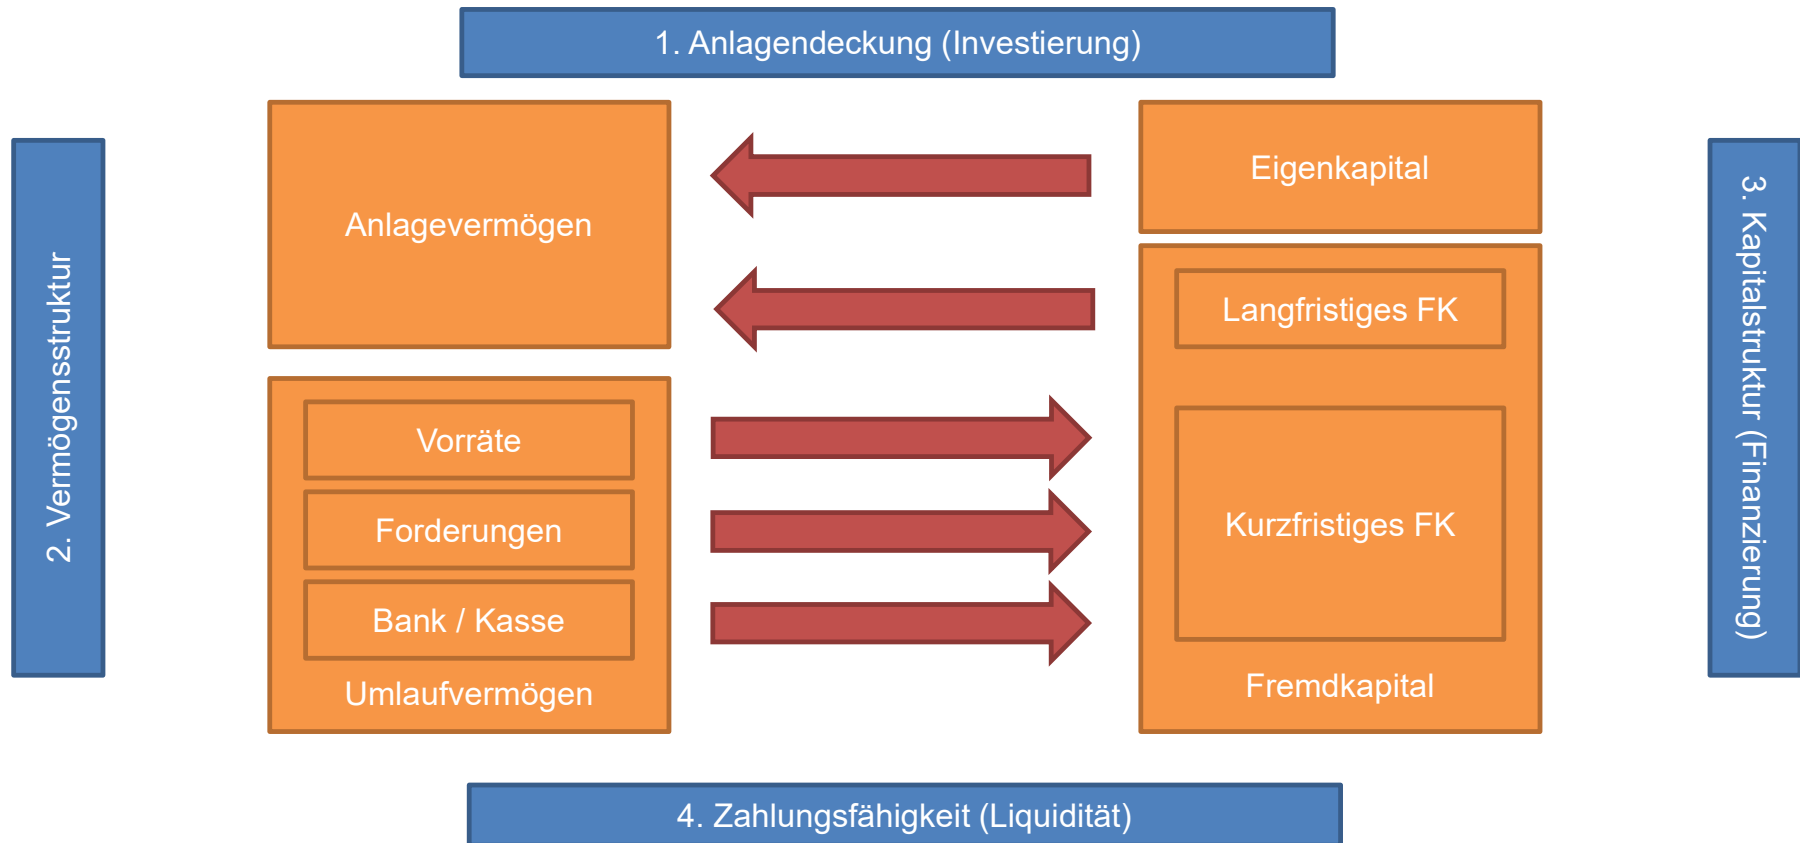 1. Anlagendeckung (Investierung)
2. Vermögensstruktur
Anlagevermögen
Vorräte
Forderungen
Bank / Kasse
Umlaufvermögen
Eigenkapital
Langfristiges FK
Kurzfristiges FK
Fremdkapital
3. Kapitalstruktur (Finanzierung)
4. Zahlungsfähigkeit (Liquidität)